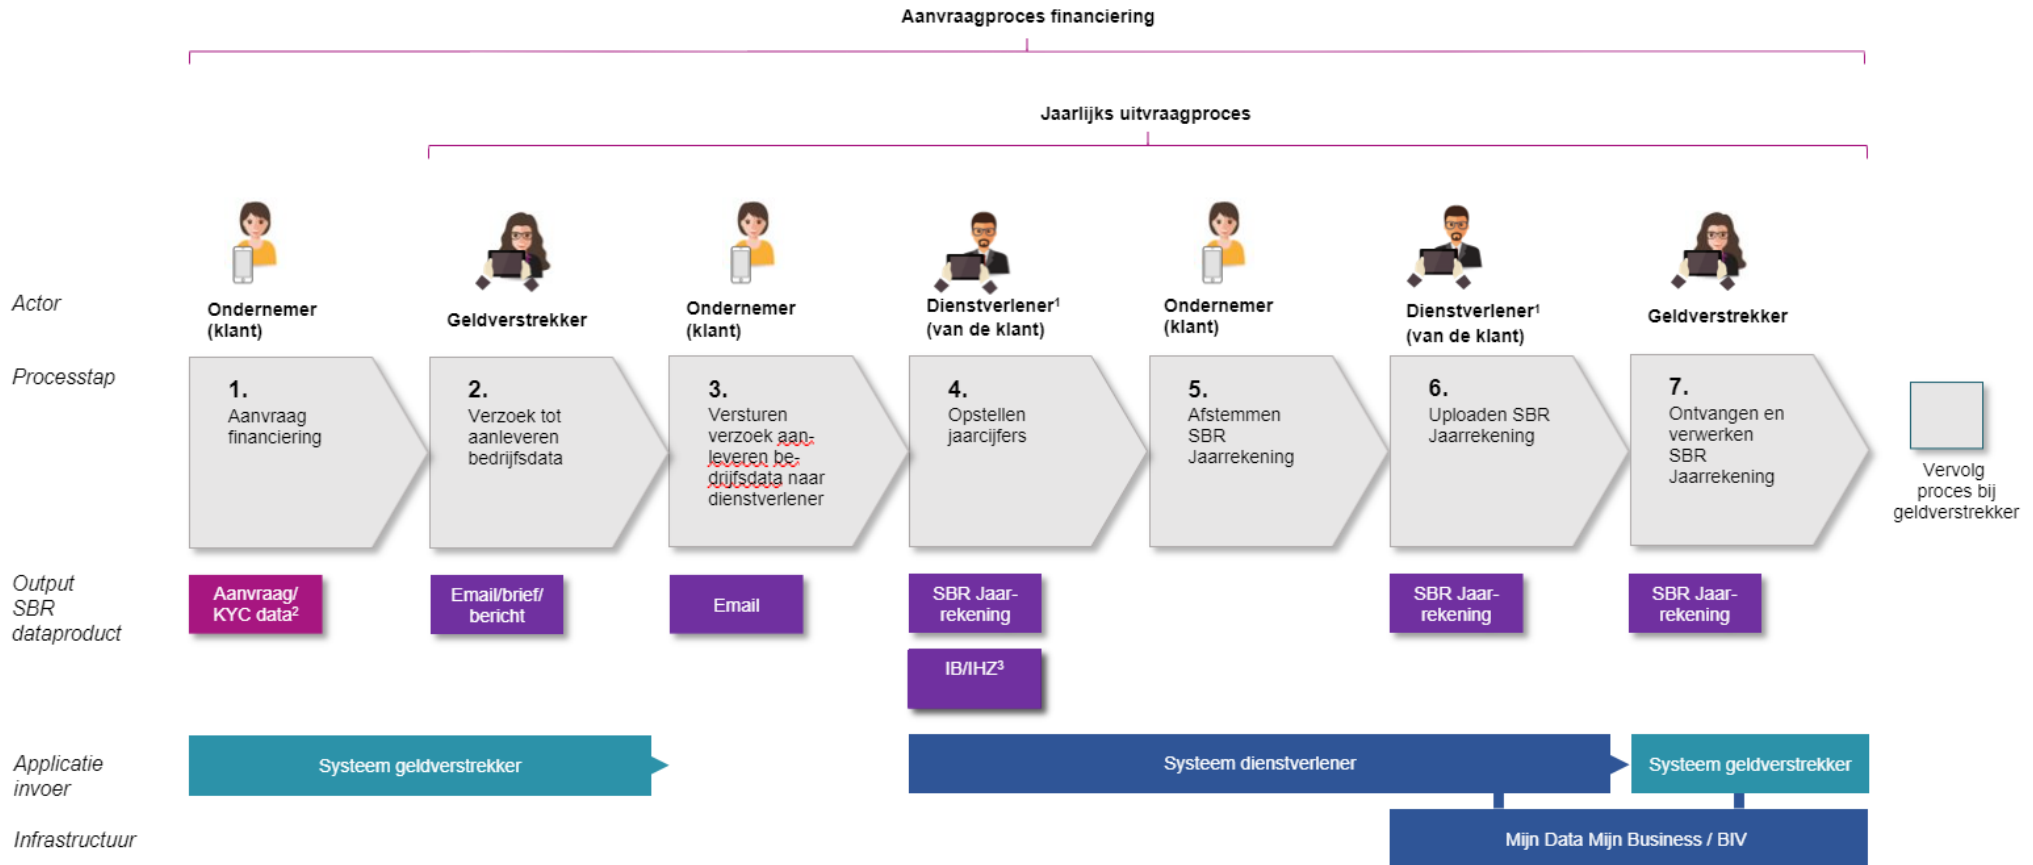 Aanvraagproces financiering
Jaarlijks uitvraagproces
Actor
Ondernemer
(klant)
Geldverstrekker
Ondernemer
(klant)
Dienstverlener¹
(van de klant)
Ondernemer
(klant)
Dienstverlener¹
(van de klant)
Geldverstrekker
Processtap
1.
Aanvraag
financiering
2.
Verzoek tot
aanleveren
bedrijfsdata
3.
Versturen
verzoek aan-
leveren be-
drijfsdata naar
dienstverlener
4.
Opstellen
jaarcijfers
5.
Afstemmen
SBR
Jaarrekening
6.
Uploaden SBR
Jaarrekening
7.
Ontvangen en
verwerken
SBR
Jaarrekening
Vervolg
proces bij
geldverstrekker
Output
SBR
dataproduct
Aanvraag/
KYC data²
Email/brief/
bericht
Email
SBR Jaar-
rekening
IB/IHZ³
SBR Jaar-
rekening
SBR Jaar-
rekening
Applicatie
invoer
Systeem geldverstrekker
Systeem dienstverlener
Systeem geldverstrekker
Infrastructuur
Mijn Data Mijn Business / BIV